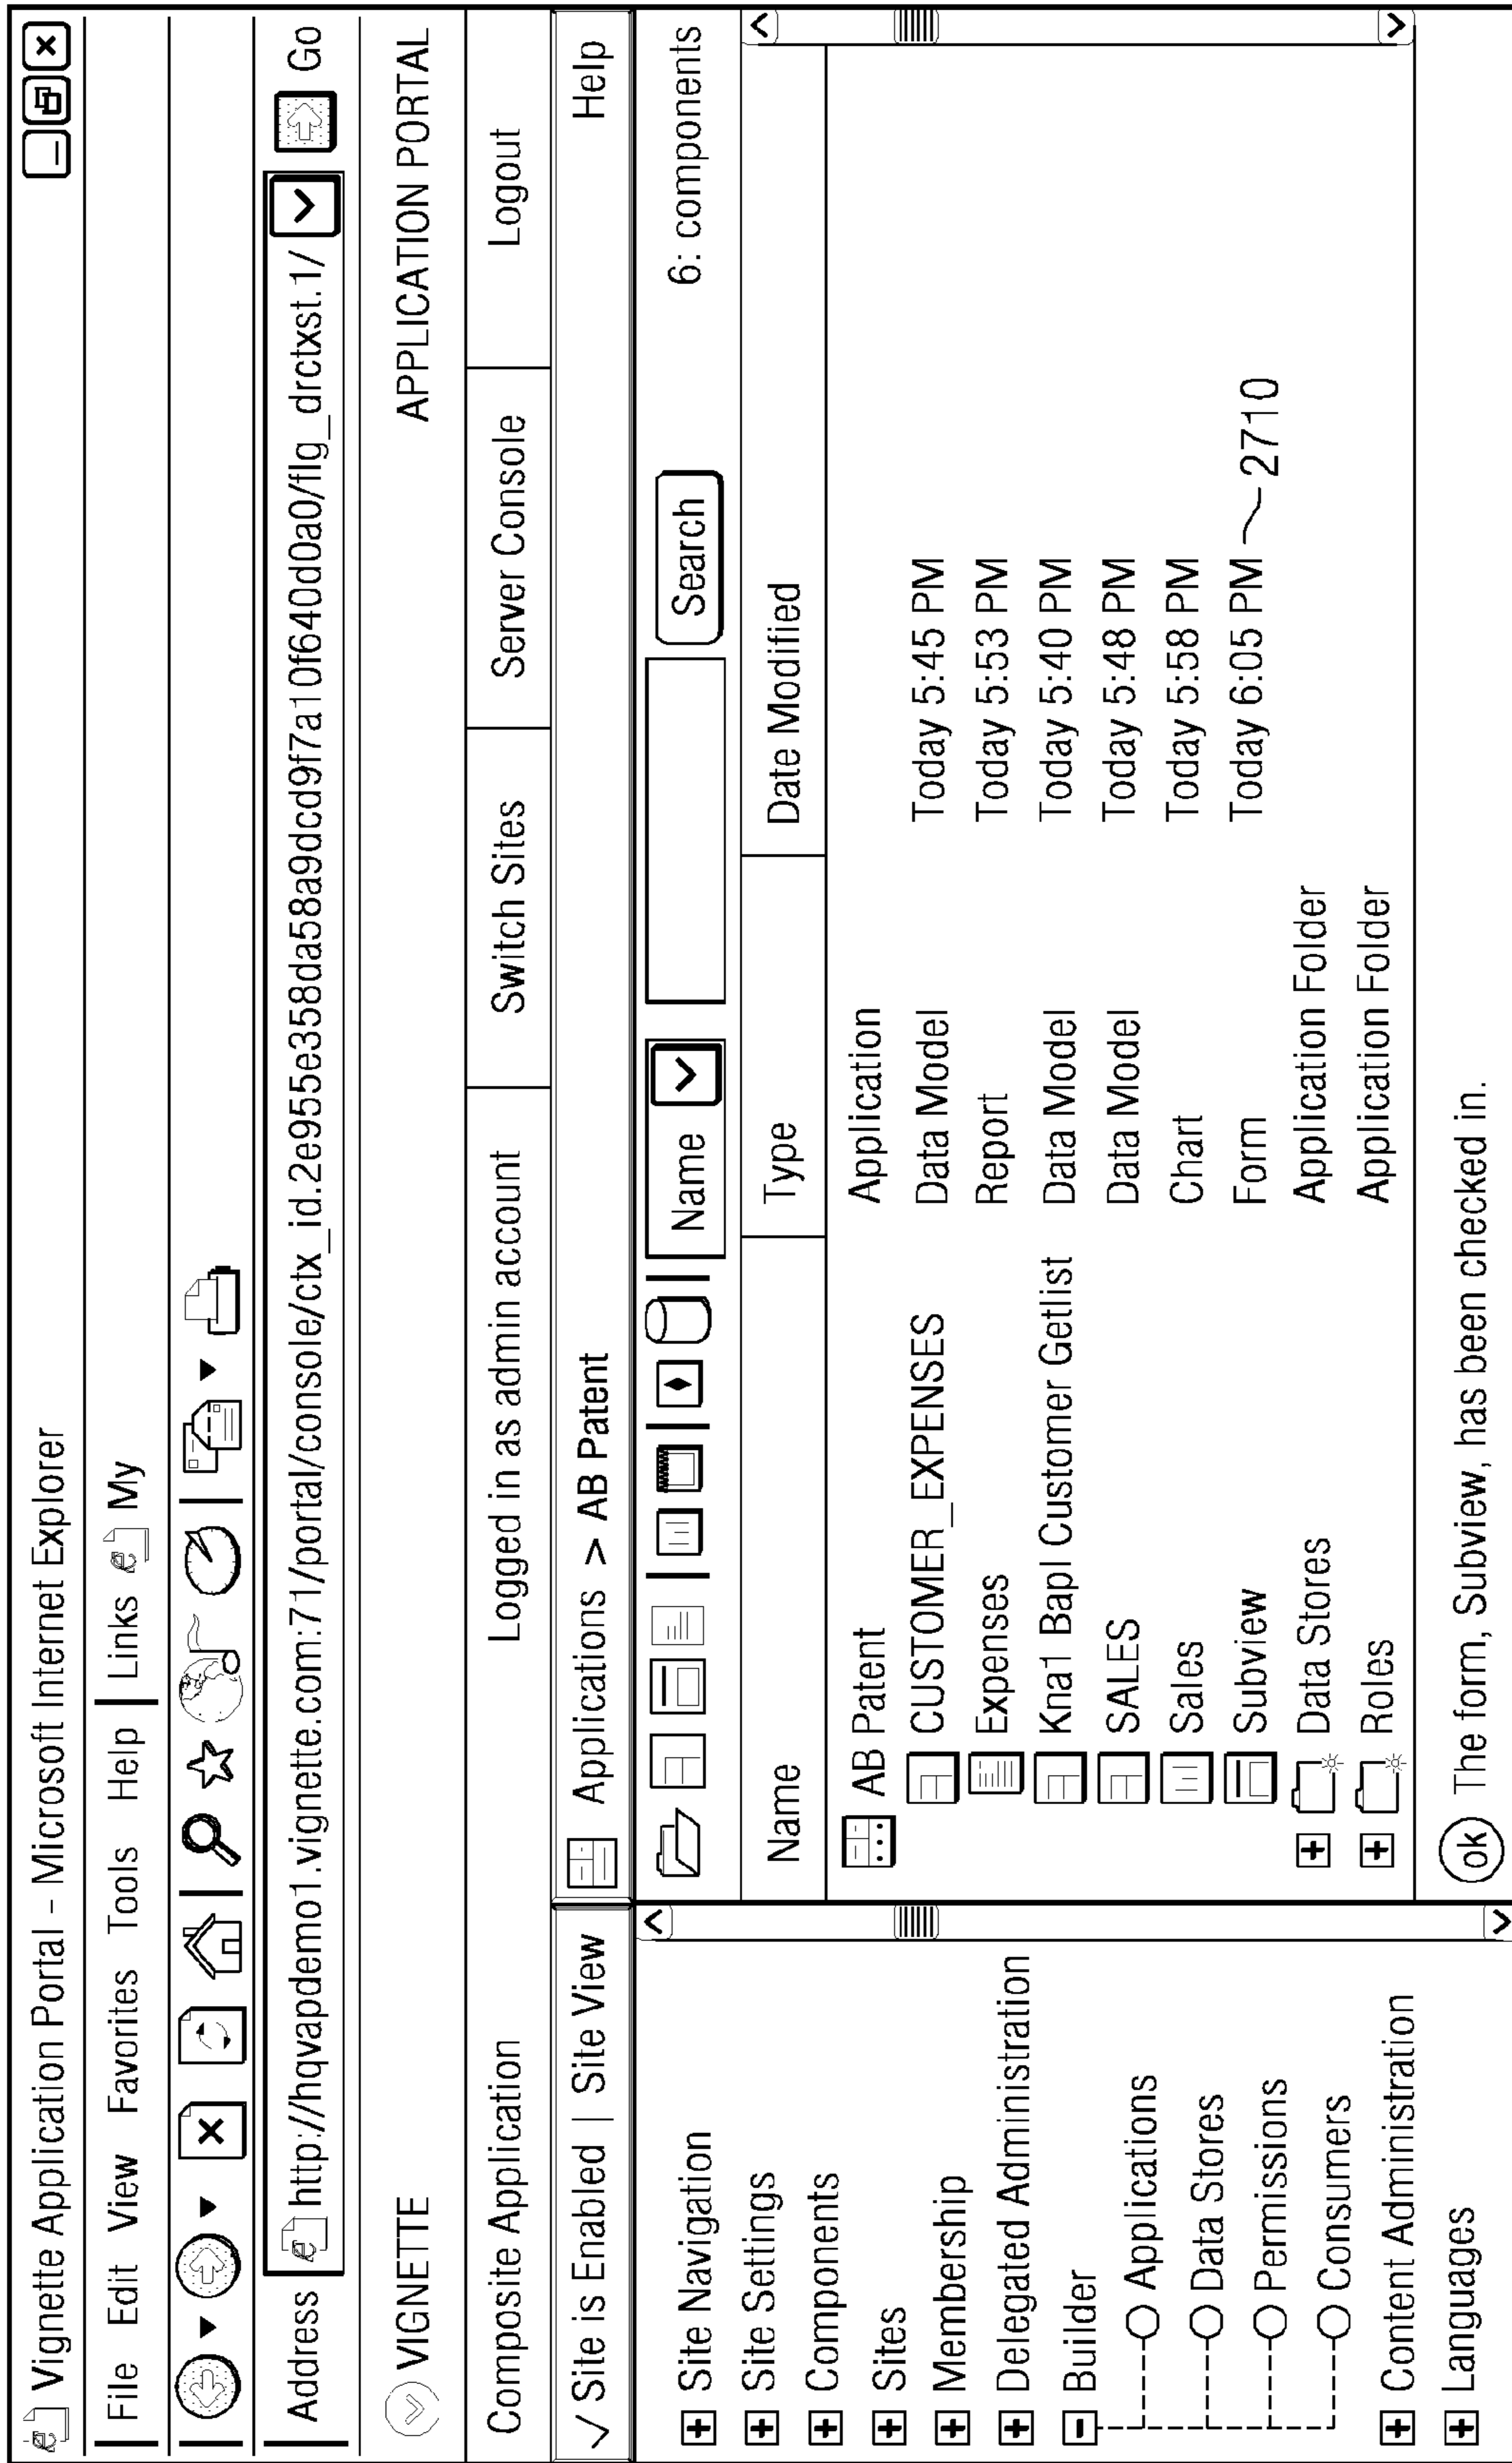 Vignette Application Portal - Microsoft Internet Explorer
File Edit View Favorites Tools Help Links My
Address http://hqvapdemo1.vignette.com:71/portal/console/ctx_id.2e955e358da58a9dcd9f7a10f640d0a0/flg_drctxst.1/ Go
VIGNETTE APPLICATION PORTAL
Composite Application Logged in as admin account Switch Sites Server Console Logout
Site is Enabled | Site View
Applications > AB Patent Help
Site Navigation
Site Settings
Components
Sites
Membership
Delegated Administration
Builder
Applications
Data Stores
Permissions
Consumers
Content Administration
Languages
Name Search 6: components
Name Type Date Modified
AB Patent Application
CUSTOMER_EXPENSES Data Model Today 5:45 PM
Expenses Report Today 5:53 PM
Kna1 Bapl Customer Getlist Data Model Today 5:40 PM
SALES Data Model Today 5:48 PM
Sales Chart Today 5:58 PM
Subview Form Today 6:05 PM 2710
Data Stores Application Folder
Roles Application Folder
ok The form, Subview, has been checked in.